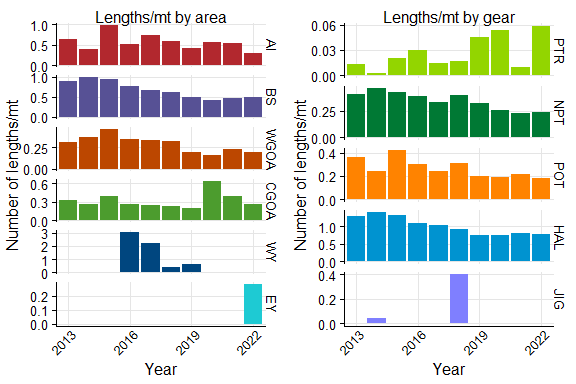 Lengths/mt by area
1.0
0.5
0.0
AI
1.0
0.5
0.0
BS
0.25
0.00
WGOA
0.6
0.3
0.0
CGOA
3
2
1
0
WY
0.2
0.1
0.0
EY
2013
2016
2019
2022
Year
Number of lengths/mt
Lengths/mt by gear
0.06
0.03
0.00
PTR
0.25
0.00
NPT
0.4
0.2
0.0
POT
1.0
0.5
0.0
HAL
0.4
0.2
0.0
JIG
2013
2016
2019
2022
Year
Number of lengths/mt